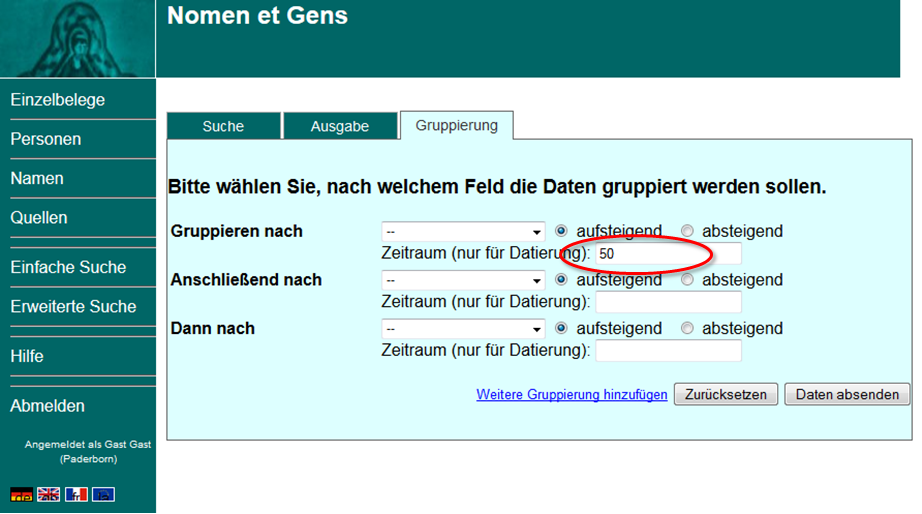 Nomen et Gens
Einzelbelege
Personen
Namen
Quellen
Einfache Suche
Erweiterte Suche
Hilfe
Abmelden
Angemeldet als Gast Gast
(Paderborn)
de fr
Suche Ausgabe Gruppierung
Bitte wählen Sie, nach welchem Feld die Daten gruppiert werden sollen.
Gruppieren nach -- aufsteigend absteigend
Zeitraum (nur für Datierung): 50
Anschließend nach -- aufsteigend absteigend
Zeitraum (nur für Datierung):
Dann nach -- aufsteigend absteigend
Zeitraum (nur für Datierung):
Weitere Gruppierung hinzufügen Zurücksetzen Daten absenden